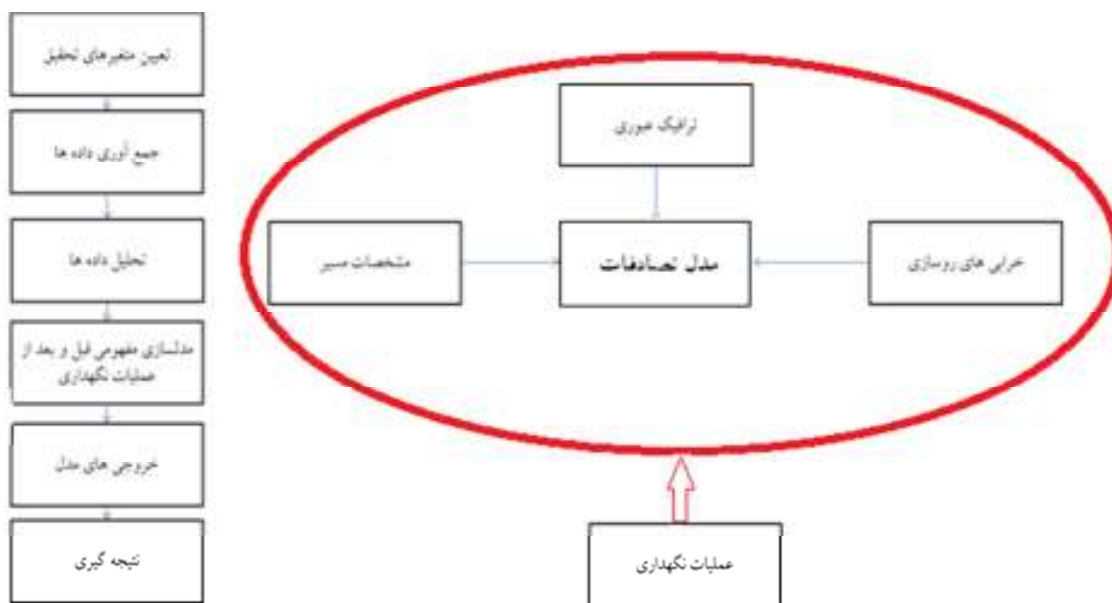 تعیین متغیرهای تحقیق
جمع آوری داده ها
تحلیل داده ها
مدلسازی مفهومی قبل و بعد از
عملیات نگهداری
خروجی های مدل
نتیجه گیری
ترافیک عبوری
خرابی های روسازی
مدل تصادفات
مشخصات مسیر
عملیات نگهداری